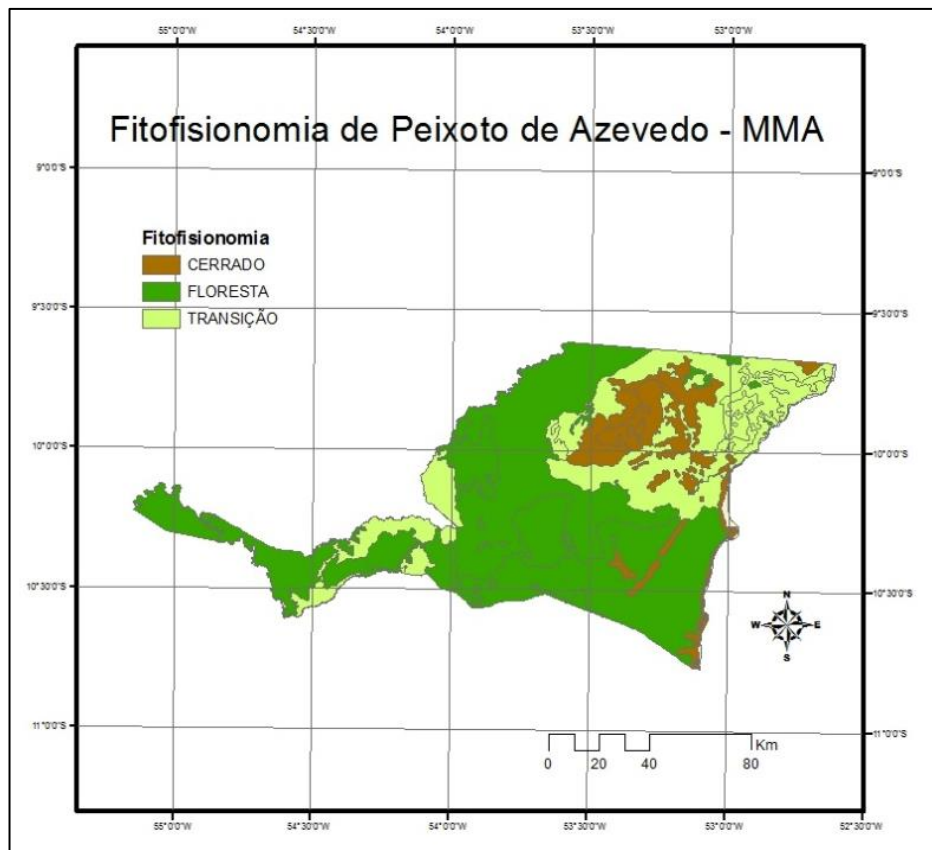 55°0'0"W 54°30'0"W 54°0'0"W 53°30'0"W 53°0'0"W
Fitofisionomia de Peixoto de Azevedo - MMA
9°0'0"S 9°0'0"S
Fitofisionomia
CERRADO
FLORESTA
9°30'0"S 9°30'0"S
TRANSIÇÃO
10°0'0"S 10°0'0"S
10°30'0"S 10°30'0"S
N
W E
S
11°0'0"S 11°0'0"S
Km
0 20 40 80
55°0'0"W 54°30'0"W 54°0'0"W 53°30'0"W 53°0'0"W 52°30'0"W